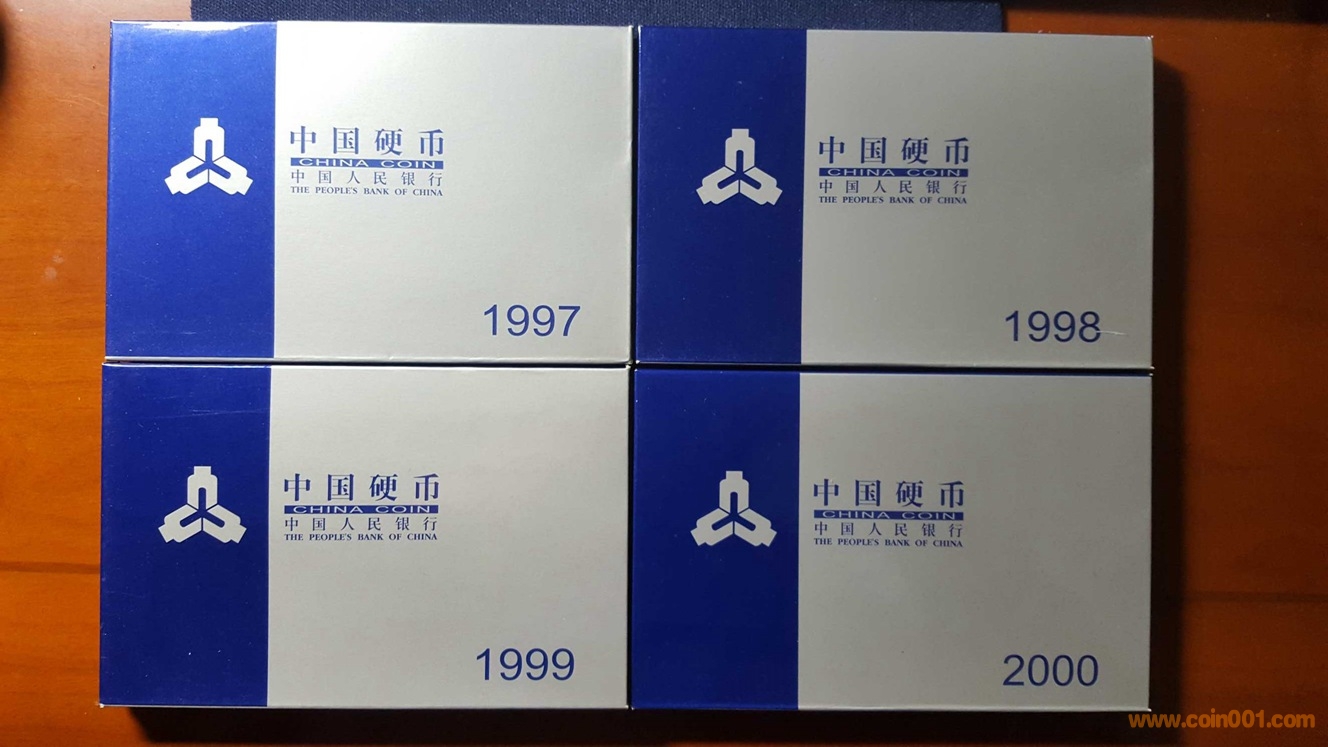 中国硬币
CHINA COIN
中国人民银行
THE PEOPLE'S BANK OF CHINA
1997
中国硬币
CHINA COIN
中国人民银行
THE PEOPLE'S BANK OF CHINA
1998
中国硬币
CHINA COIN
中国人民银行
THE PEOPLE'S BANK OF CHINA
1999
中国硬币
CHINA COIN
中国人民银行
THE PEOPLE'S BANK OF CHINA
2000
www.coin001.com